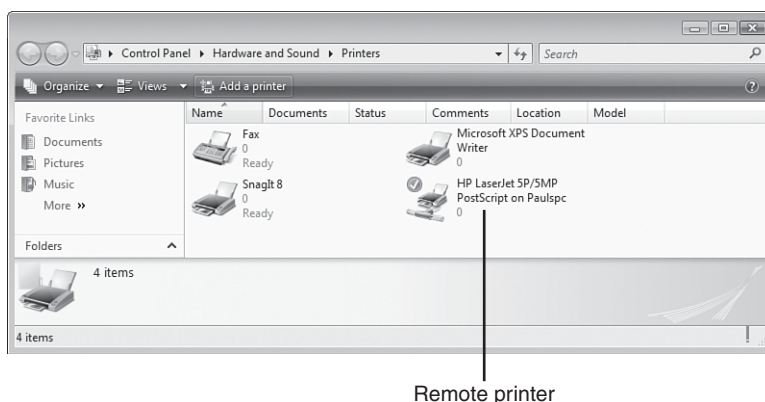 Control Panel ▸ Hardware and Sound ▸ Printers
Search
Organize
Views
Add a printer
Favorite Links
Documents
Pictures
Music
More »
Folders
Name Documents Status Comments Location Model
Fax
0
Ready
Microsoft XPS Document
Writer
0
SnagIt 8
0
Ready
HP LaserJet 5P/5MP
PostScript on Paulspc
0
4 items
4 items
Remote printer